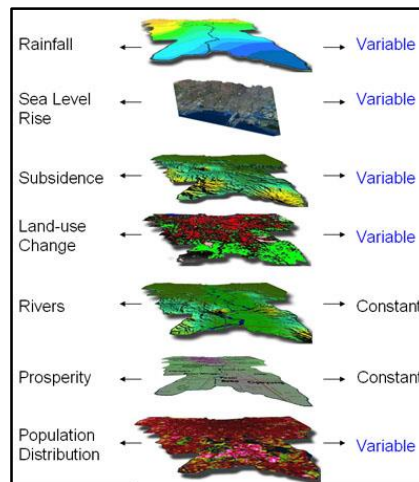 Rainfall Variable
Sea Level
Rise Variable
Subsidence Variable
Land-use
Change Variable
Rivers Constant
Prosperity Constant
Population
Distribution Variable